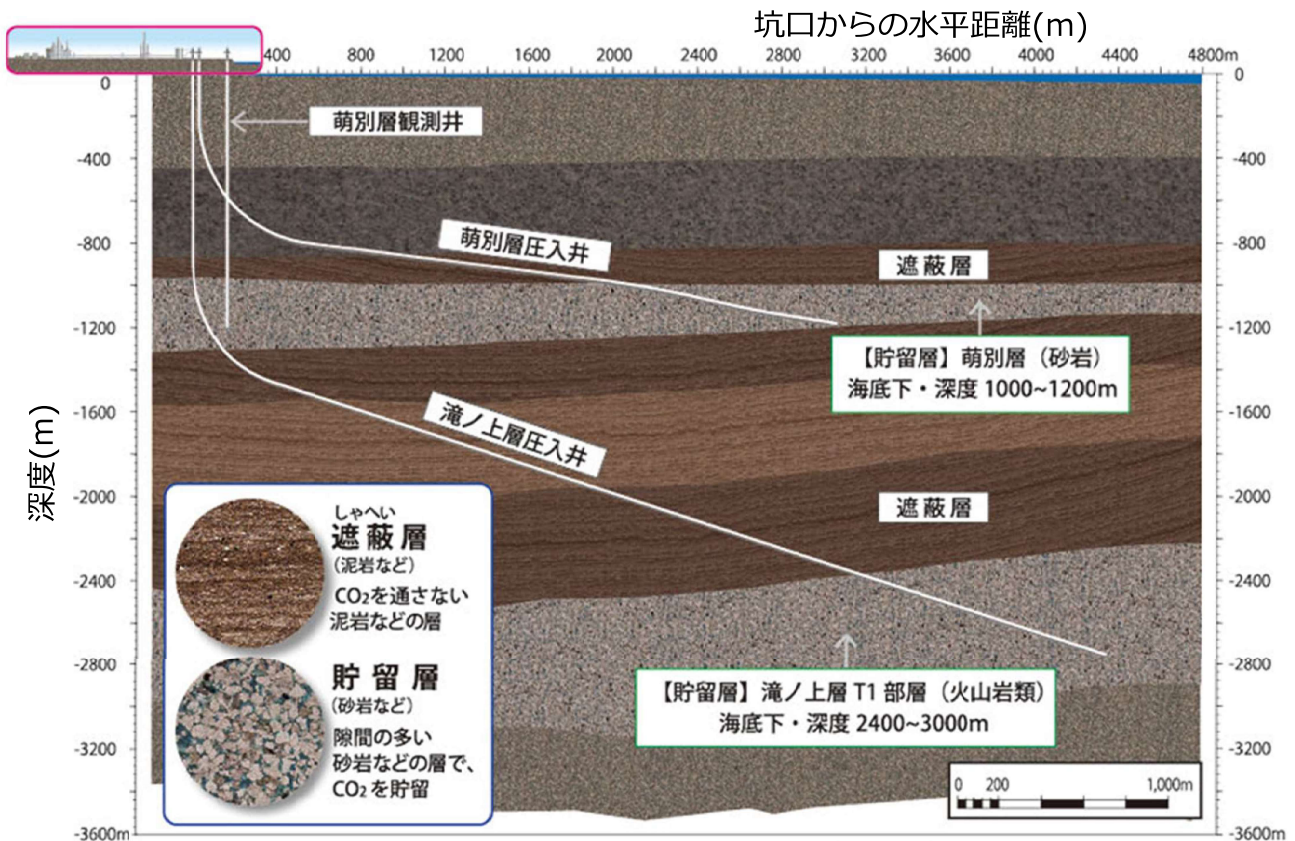 坑口からの水平距離(m)
400 800 1200 1600 2000 2400 2800 3200 3600 4000 4400 4800m
0
-400
-800
-1200
-1600
-2000
-2400
-2800
-3200
-3600m
深度(m)
0
-400
-800
-1200
-1600
-2000
-2400
-2800
-3200
-3600m
萌別層観測井
萌別層圧入井
遮蔽層
【貯留層】萌別層（砂岩）
海底下・深度 1000~1200m
滝ノ上層圧入井
遮蔽層
【貯留層】滝ノ上層 T1 部層（火山岩類）
海底下・深度 2400~3000m
しゃへい
遮蔽層
（泥岩など）
CO₂を通さない
泥岩などの層
貯留層
（砂岩など）
隙間の多い
砂岩などの層で、
CO₂を貯留
0 200 1,000m